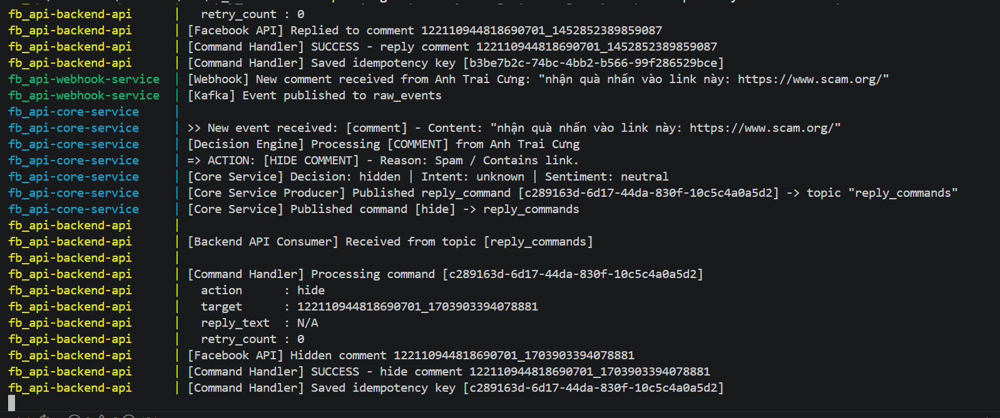 fb_api-backend-api | retry_count : 0
fb_api-backend-api | [Facebook API] Replied to comment 122110944818690701_1452852389859087
fb_api-backend-api | [Command Handler] SUCCESS - reply comment 122110944818690701_1452852389859087
fb_api-backend-api | [Command Handler] Saved idempotency key [b3be7b2c-74bc-4bb2-b566-99f286529bce]
fb_api-webhook-service | [Webhook] New comment received from Anh Trai Cưng: "nhận quà nhấn vào link này: https://www.scam.org/"
fb_api-webhook-service | [Kafka] Event published to raw_events
fb_api-core-service |
fb_api-core-service | >> New event received: [comment] - Content: "nhận quà nhấn vào link này: https://www.scam.org/"
fb_api-core-service | [Decision Engine] Processing [COMMENT] from Anh Trai Cưng
fb_api-core-service | => ACTION: [HIDE COMMENT] - Reason: Spam / Contains link.
fb_api-core-service | [Core Service] Decision: hidden | Intent: unknown | Sentiment: neutral
fb_api-core-service | [Core Service Producer] Published reply_command [c289163d-6d17-44da-830f-10c5c4a0a5d2] -> topic "reply_commands"
fb_api-core-service | [Core Service] Published command [hide] -> reply_commands
fb_api-backend-api |
fb_api-backend-api | [Backend API Consumer] Received from topic [reply_commands]
fb_api-backend-api |
fb_api-backend-api | [Command Handler] Processing command [c289163d-6d17-44da-830f-10c5c4a0a5d2]
fb_api-backend-api | action : hide
fb_api-backend-api | target : 122110944818690701_1703903394078881
fb_api-backend-api | reply_text : N/A
fb_api-backend-api | retry_count : 0
fb_api-backend-api | [Facebook API] Hidden comment 122110944818690701_1703903394078881
fb_api-backend-api | [Command Handler] SUCCESS - hide comment 122110944818690701_1703903394078881
fb_api-backend-api | [Command Handler] Saved idempotency key [c289163d-6d17-44da-830f-10c5c4a0a5d2]